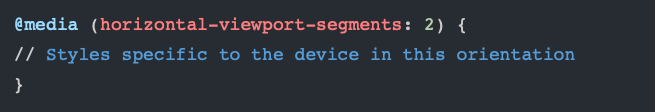 @media (horizontal-viewport-segments: 2) {
// Styles specific to the device in this orientation
}